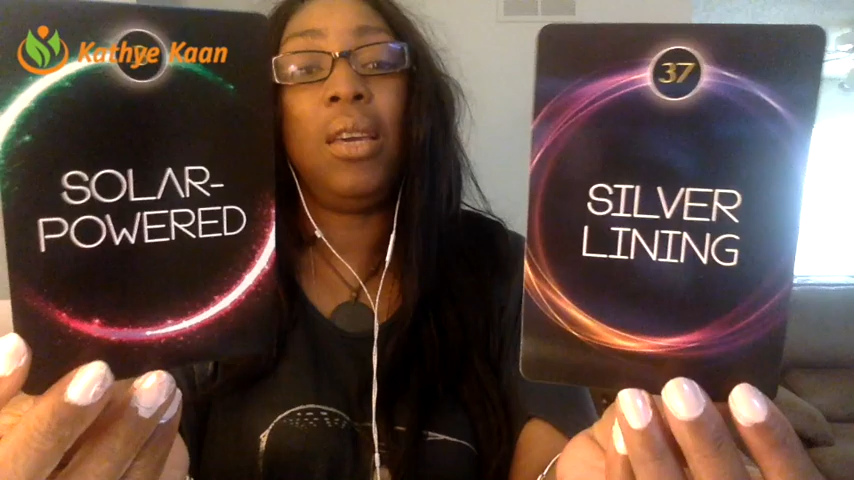 Kathye Kaan
SOLAR-
POWERED
37
SILVER
LINING